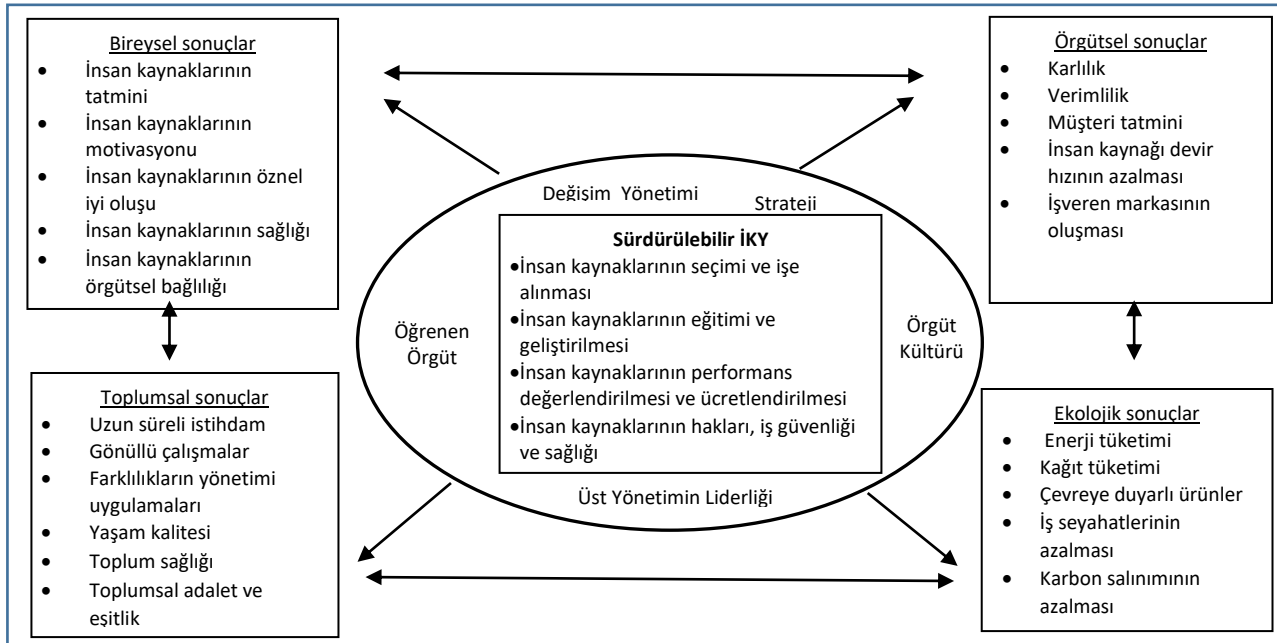 Bireysel sonuçlar
• İnsan kaynaklarının
tatmini
• İnsan kaynaklarının
motivasyonu
• İnsan kaynaklarının öznel
iyi oluşu
• İnsan kaynaklarının sağlığı
• İnsan kaynaklarının
örgütsel bağlılığı
Örgütsel sonuçlar
• Karlılık
• Verimlilik
• Müşteri tatmini
• İnsan kaynağı devir
hızının azalması
• İşveren markasının
oluşması
Değişim Yönetimi
Strateji
Öğrenen
Örgüt
Sürdürülebilir İKY
•İnsan kaynaklarının seçimi ve işe
alınması
•İnsan kaynaklarının eğitimi ve
geliştirilmesi
•İnsan kaynaklarının performans
değerlendirilmesi ve ücretlendirilmesi
•İnsan kaynaklarının hakları, iş güvenliği
ve sağlığı
Örgüt
Kültürü
Üst Yönetimin Liderliği
Toplumsal sonuçlar
• Uzun süreli istihdam
• Gönüllü çalışmalar
• Farklılıkların yönetimi
uygulamaları
• Yaşam kalitesi
• Toplum sağlığı
• Toplumsal adalet ve
eşitlik
Ekolojik sonuçlar
• Enerji tüketimi
• Kağıt tüketimi
• Çevreye duyarlı ürünler
• İş seyahatlerinin
azalması
• Karbon salınımının
azalması